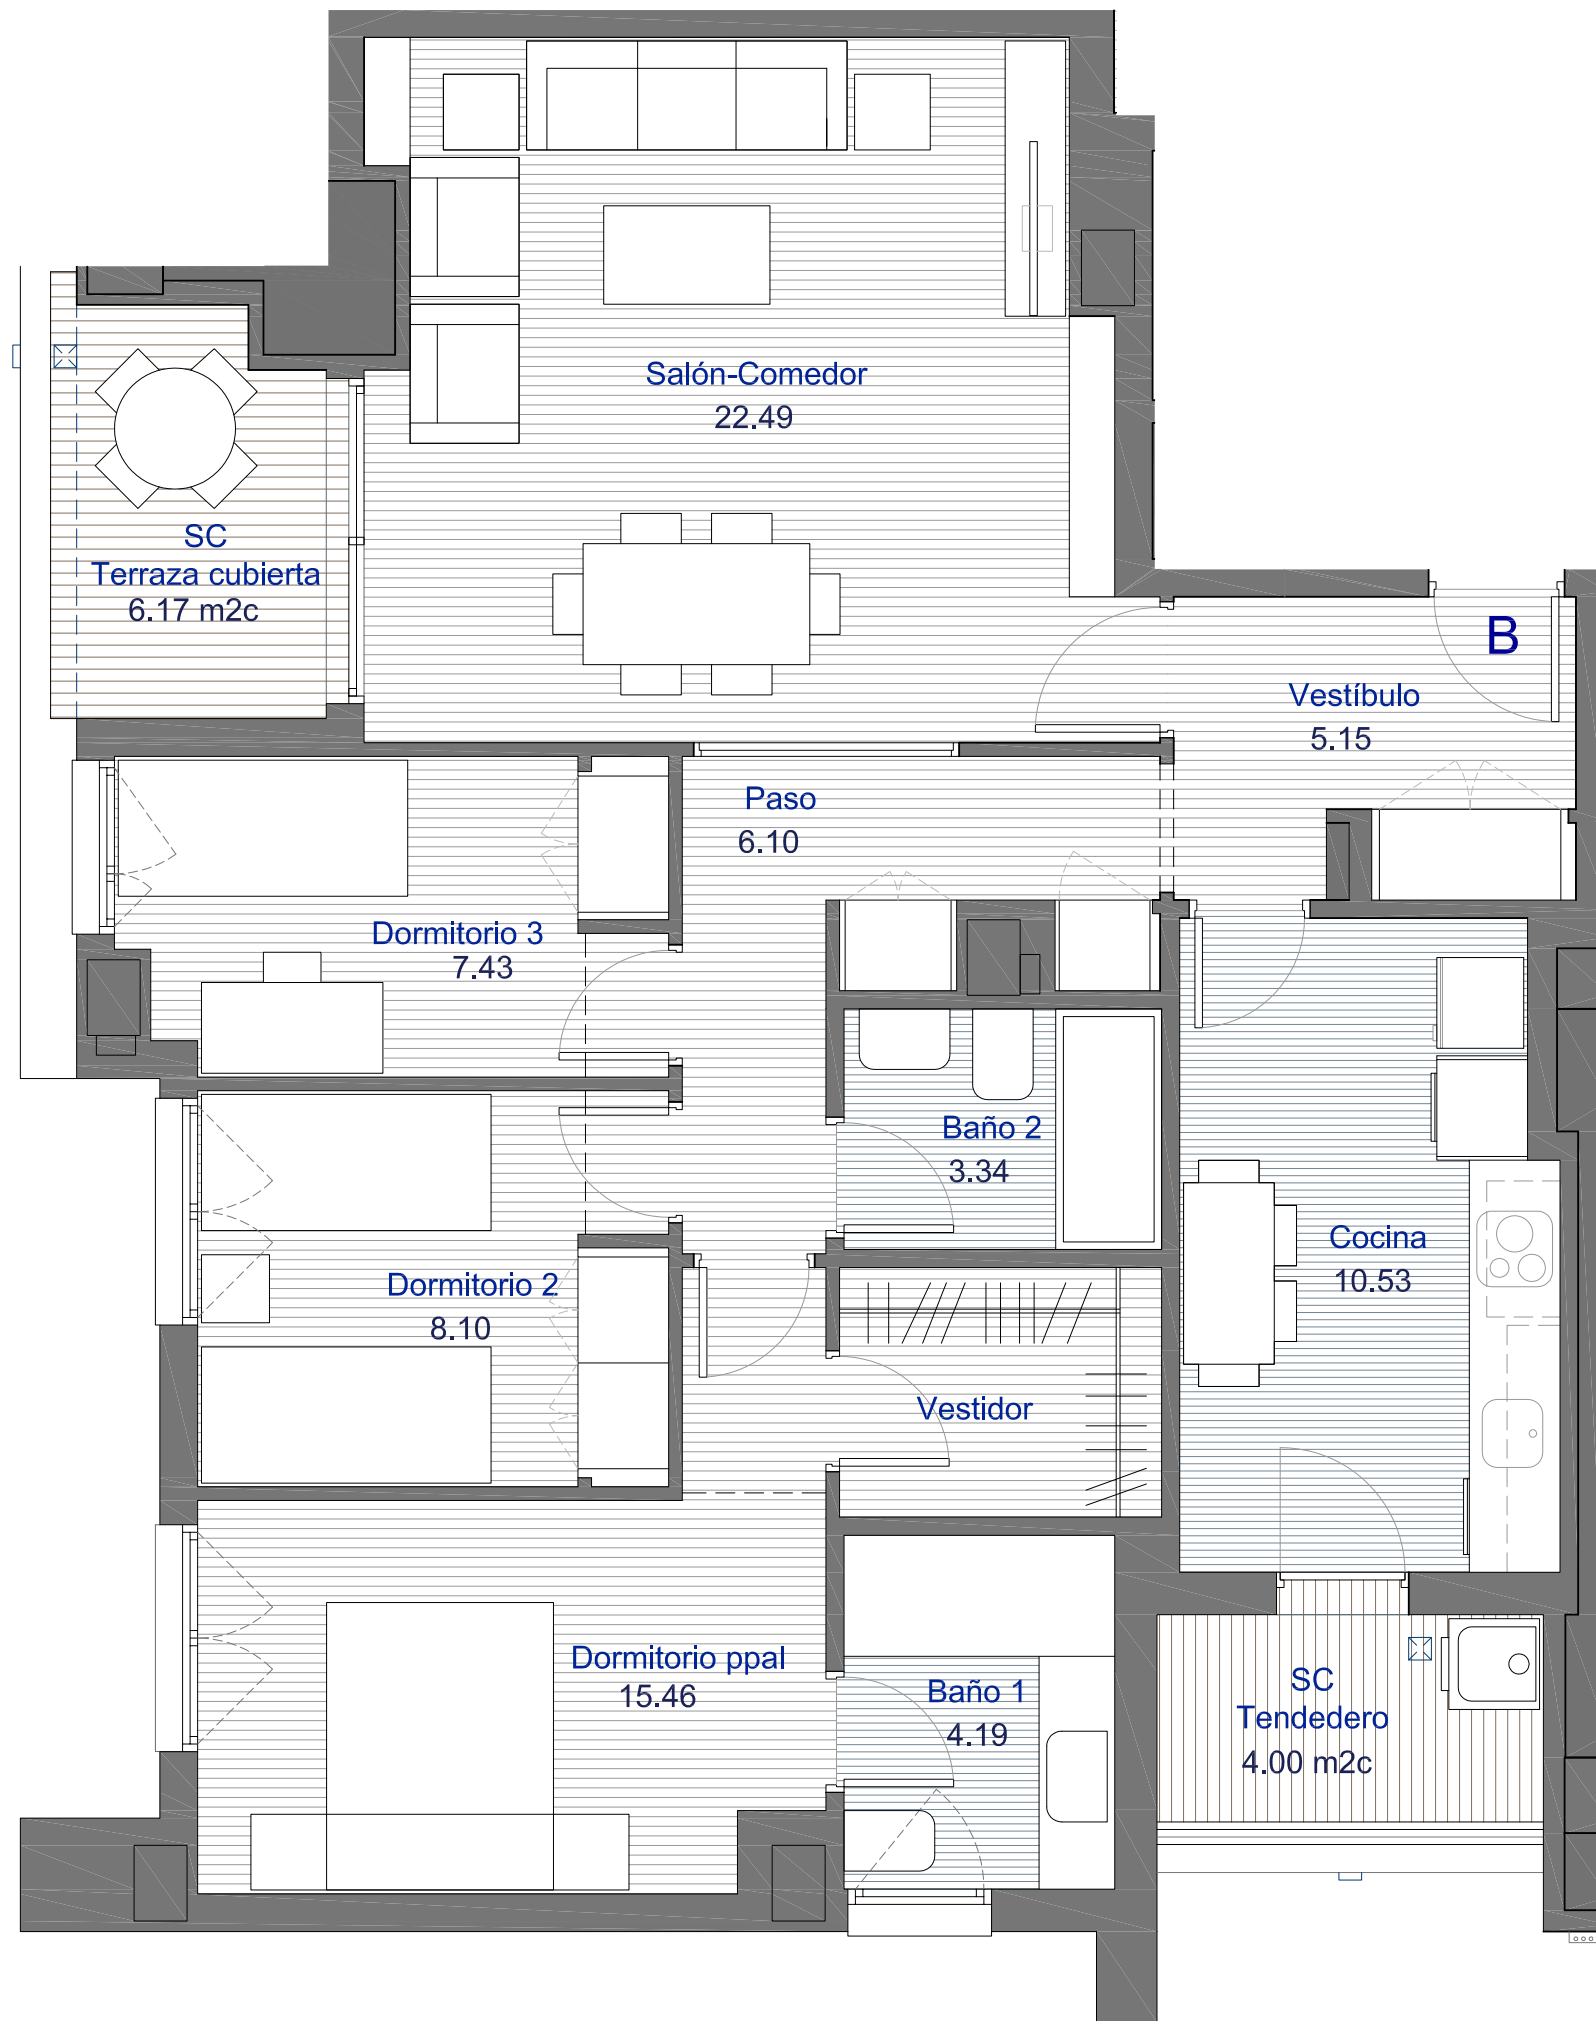 Salón-Comedor
22.49
SC
Terraza cubierta
6.17 m2c
B
Vestíbulo
5.15
Paso
6.10
Dormitorio 3
7.43
Baño 2
3.34
Cocina
10.53
Dormitorio 2
8.10
Vestidor
Dormitorio ppal
15.46
Baño 1
4.19
SC
Tendedero
4.00 m2c